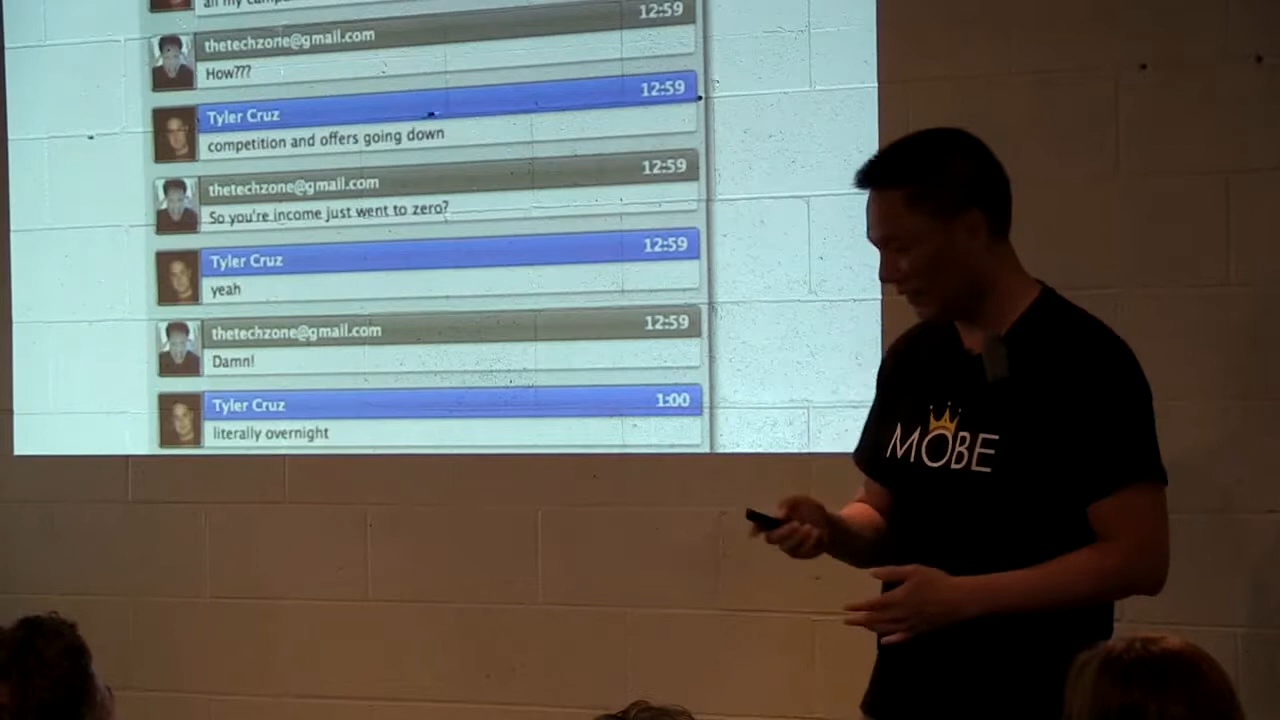 all my
12:59
thetechzone@gmail.com
How???
12:59
Tyler Cruz
competition and offers going down
12:59
thetechzone@gmail.com
So you're income just went to zero?
12:59
Tyler Cruz
yeah
12:59
thetechzone@gmail.com
Damn!
1:00
Tyler Cruz
literally overnight
MOBE